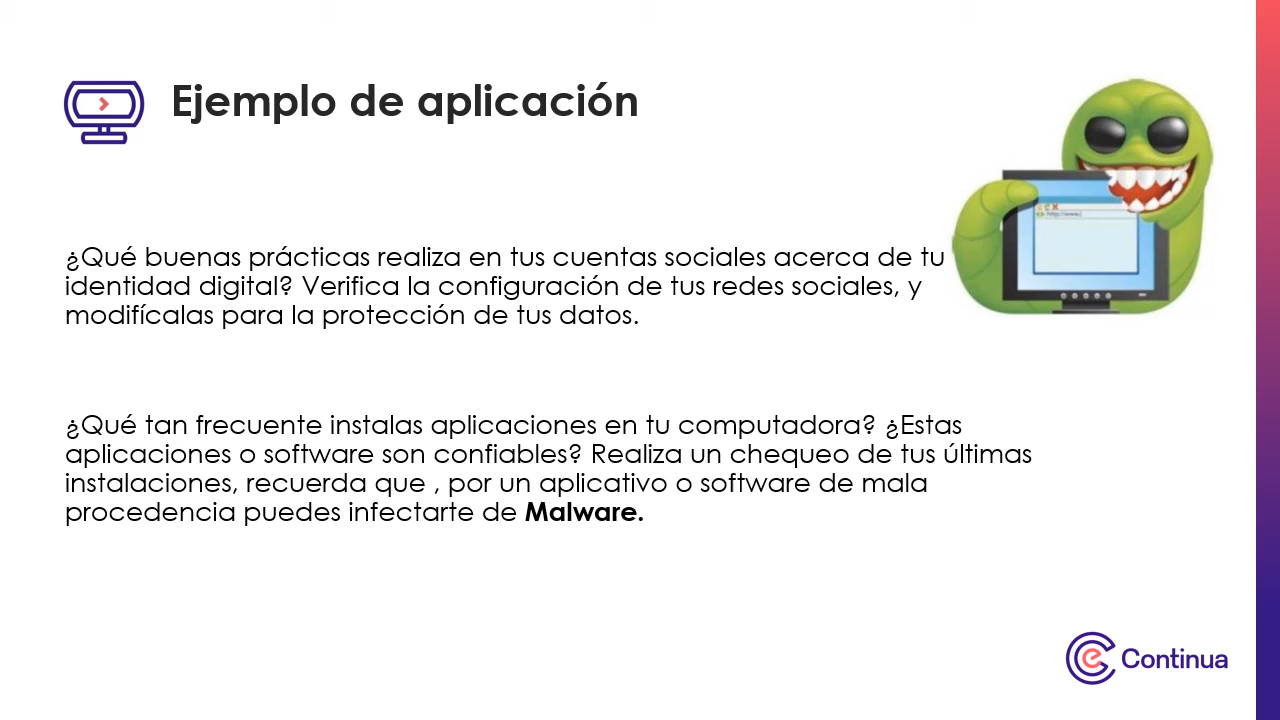 Ejemplo de aplicación
¿Qué buenas prácticas realiza en tus cuentas sociales acerca de tu
identidad digital? Verifica la configuración de tus redes sociales, y
modifícalas para la protección de tus datos.
¿Qué tan frecuente instalas aplicaciones en tu computadora? ¿Estas
aplicaciones o software son confiables? Realiza un chequeo de tus últimas
instalaciones, recuerda que , por un aplicativo o software de mala
procedencia puedes infectarte de Malware.
http://www.
Continua